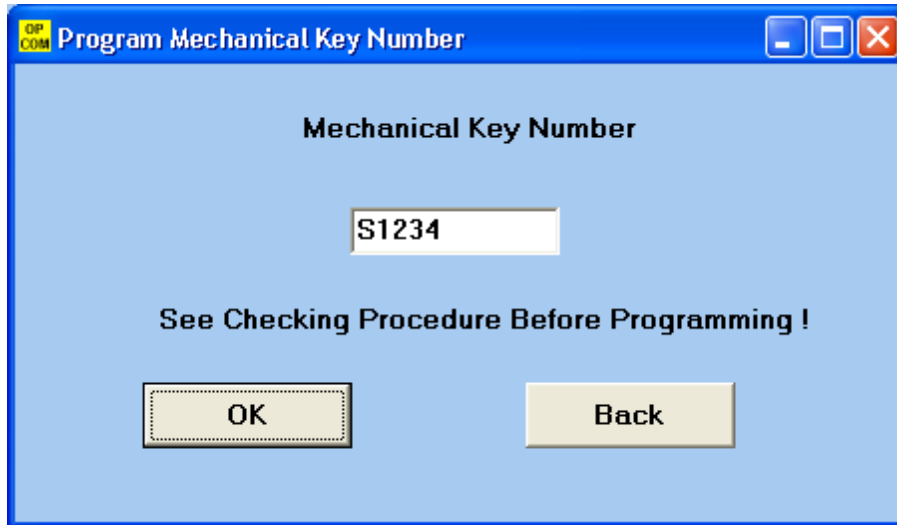 OP
COM
Program Mechanical Key Number
Mechanical Key Number
S1234
See Checking Procedure Before Programming !
OK
Back